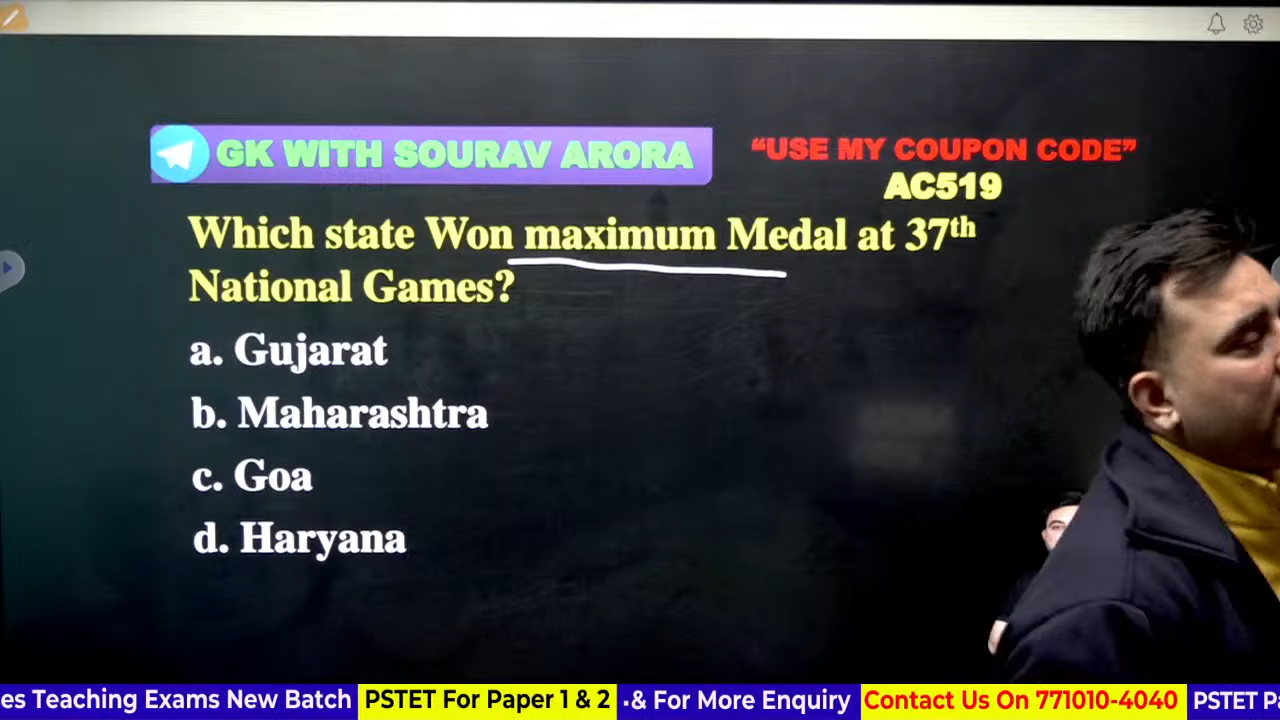 GK WITH SOURAV ARORA
“USE MY COUPON CODE”
AC519
Which state Won maximum Medal at 37th
National Games?
a. Gujarat
b. Maharashtra
c. Goa
d. Haryana
es Teaching Exams New Batch PSTET For Paper 1 & 2 .& For More Enquiry Contact Us On 771010-4040 PSTET P